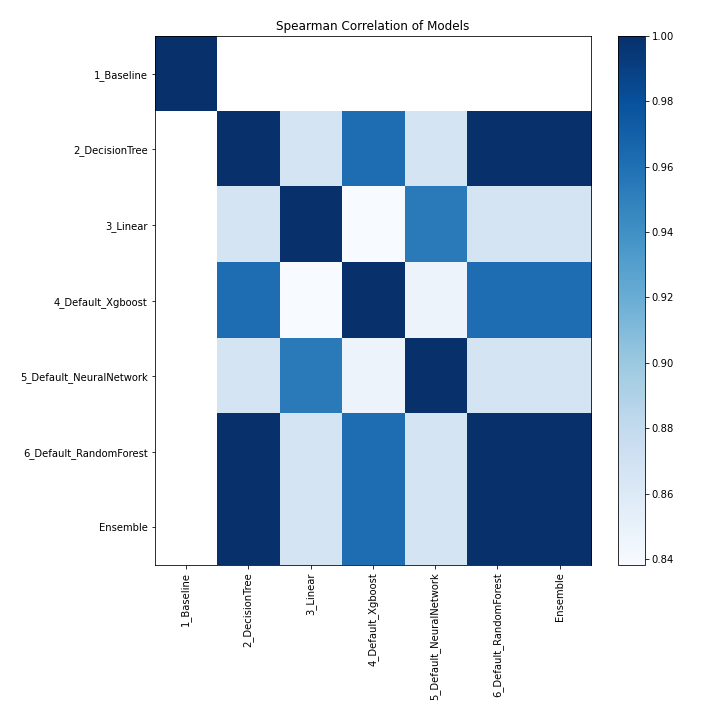 Spearman Correlation of Models
1_Baseline
2_DecisionTree
3_Linear
4_Default_Xgboost
5_Default_NeuralNetwork
6_Default_RandomForest
Ensemble
1_Baseline
2_DecisionTree
3_Linear
4_Default_Xgboost
5_Default_NeuralNetwork
6_Default_RandomForest
Ensemble
1.00
0.98
0.96
0.94
0.92
0.90
0.88
0.86
0.84